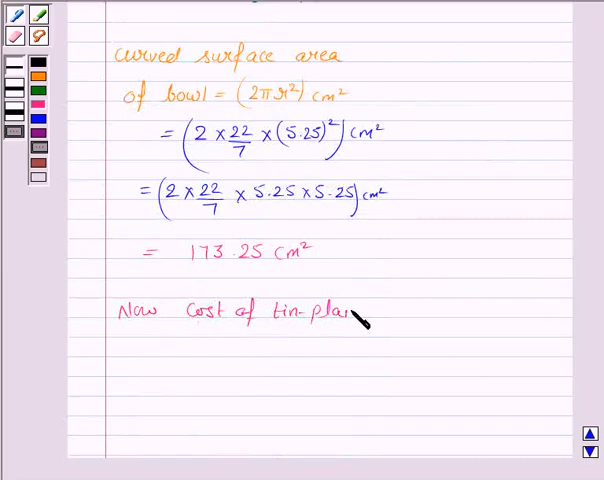 curved surface area
of bowl = (2πr²) cm²
= (2 × 22/7 × (5.25)²) cm²
= (2 × 22/7 × 5.25 × 5.25) cm²
= 173.25 cm²
Now cost of tin-pla